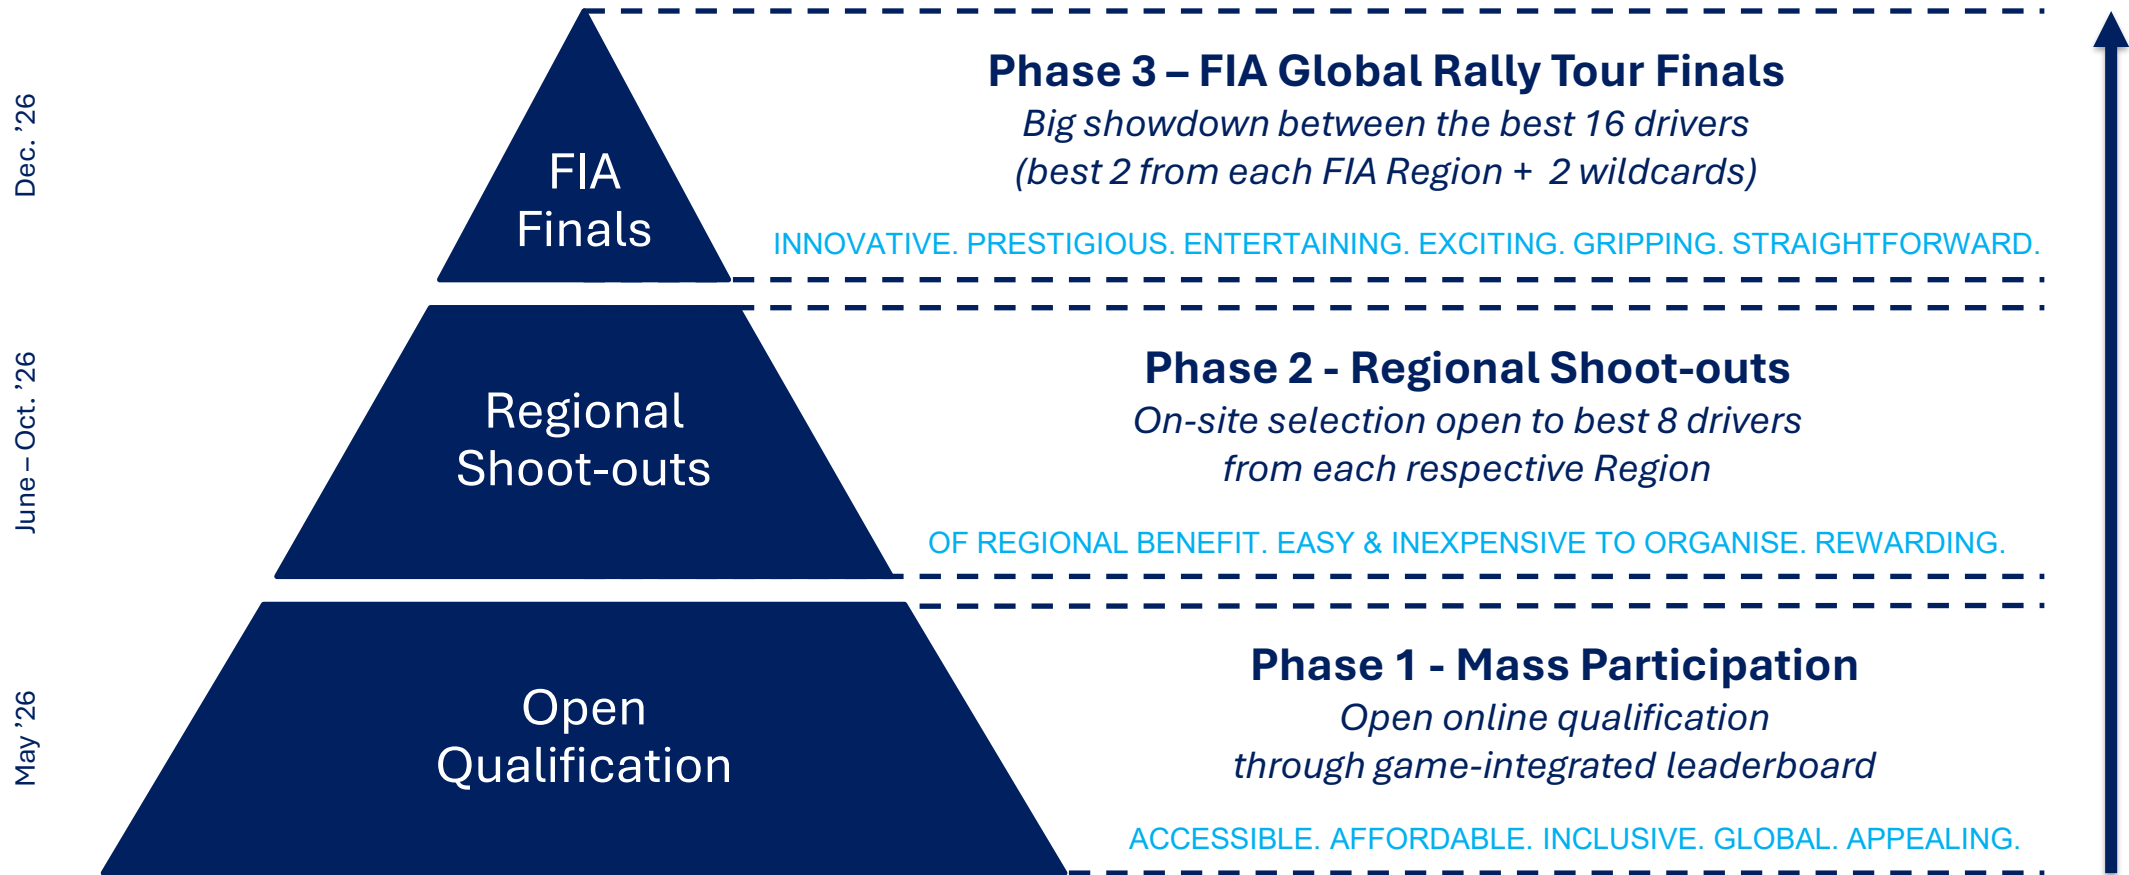 Dec. ’26
FIA
Finals
Phase 3 – FIA Global Rally Tour Finals
Big showdown between the best 16 drivers
(best 2 from each FIA Region + 2 wildcards)
INNOVATIVE. PRESTIGIOUS. ENTERTAINING. EXCITING. GRIPPING. STRAIGHTFORWARD.
June – Oct. ’26
Regional
Shoot-outs
Phase 2 - Regional Shoot-outs
On-site selection open to best 8 drivers
from each respective Region
OF REGIONAL BENEFIT. EASY & INEXPENSIVE TO ORGANISE. REWARDING.
May ’26
Open
Qualification
Phase 1 - Mass Participation
Open online qualification
through game-integrated leaderboard
ACCESSIBLE. AFFORDABLE. INCLUSIVE. GLOBAL. APPEALING.